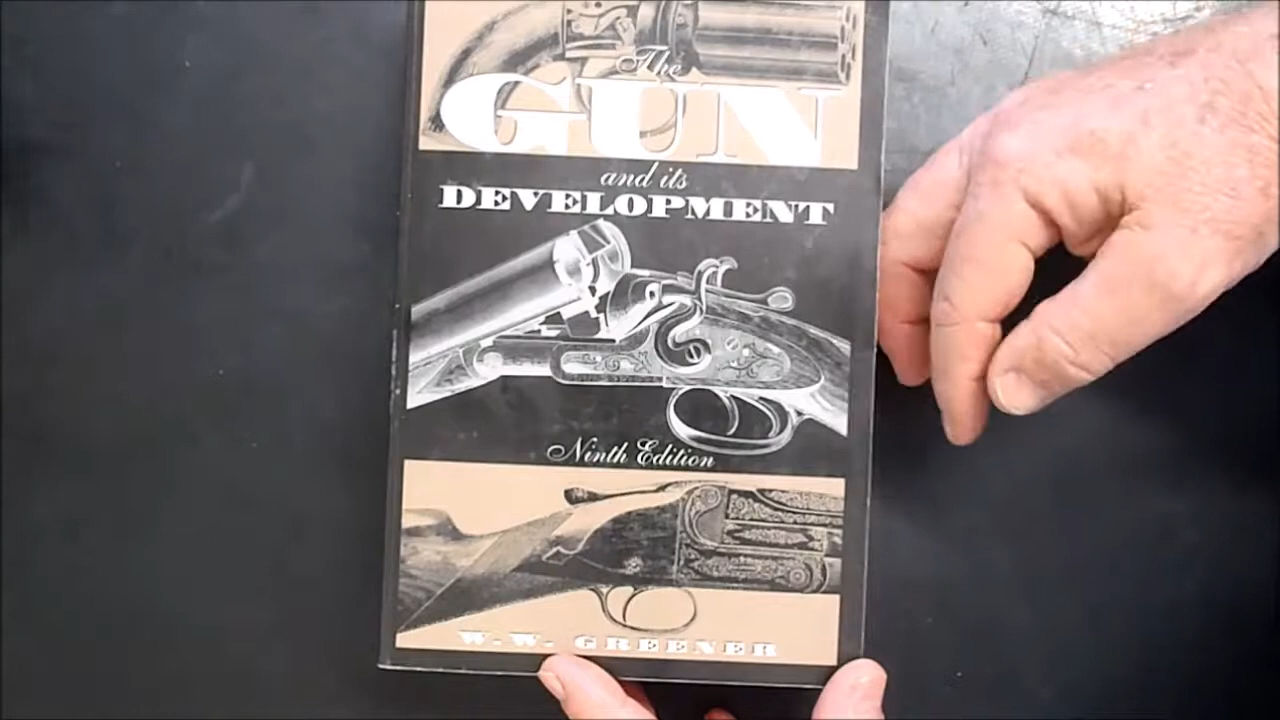 The
GUN
and its
DEVELOPMENT
Ninth Edition
W.W. GREENER